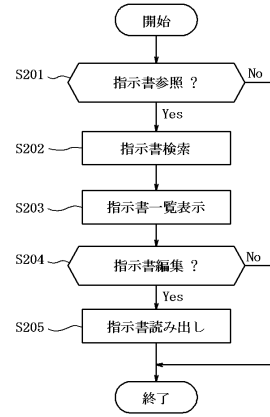 開始
S201
指示書参照 ?
No
Yes
S202
指示書検索
S203
指示書一覧表示
S204
指示書編集 ?
No
Yes
S205
指示書読み出し
終了